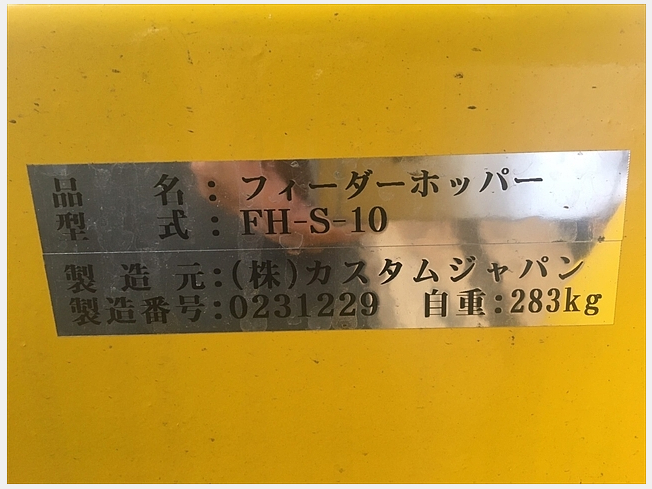 品名：フィーダーホッパー
型式：FH-S-10
製造元：(株)カスタムジャパン
製造番号：0231229 自重：283kg